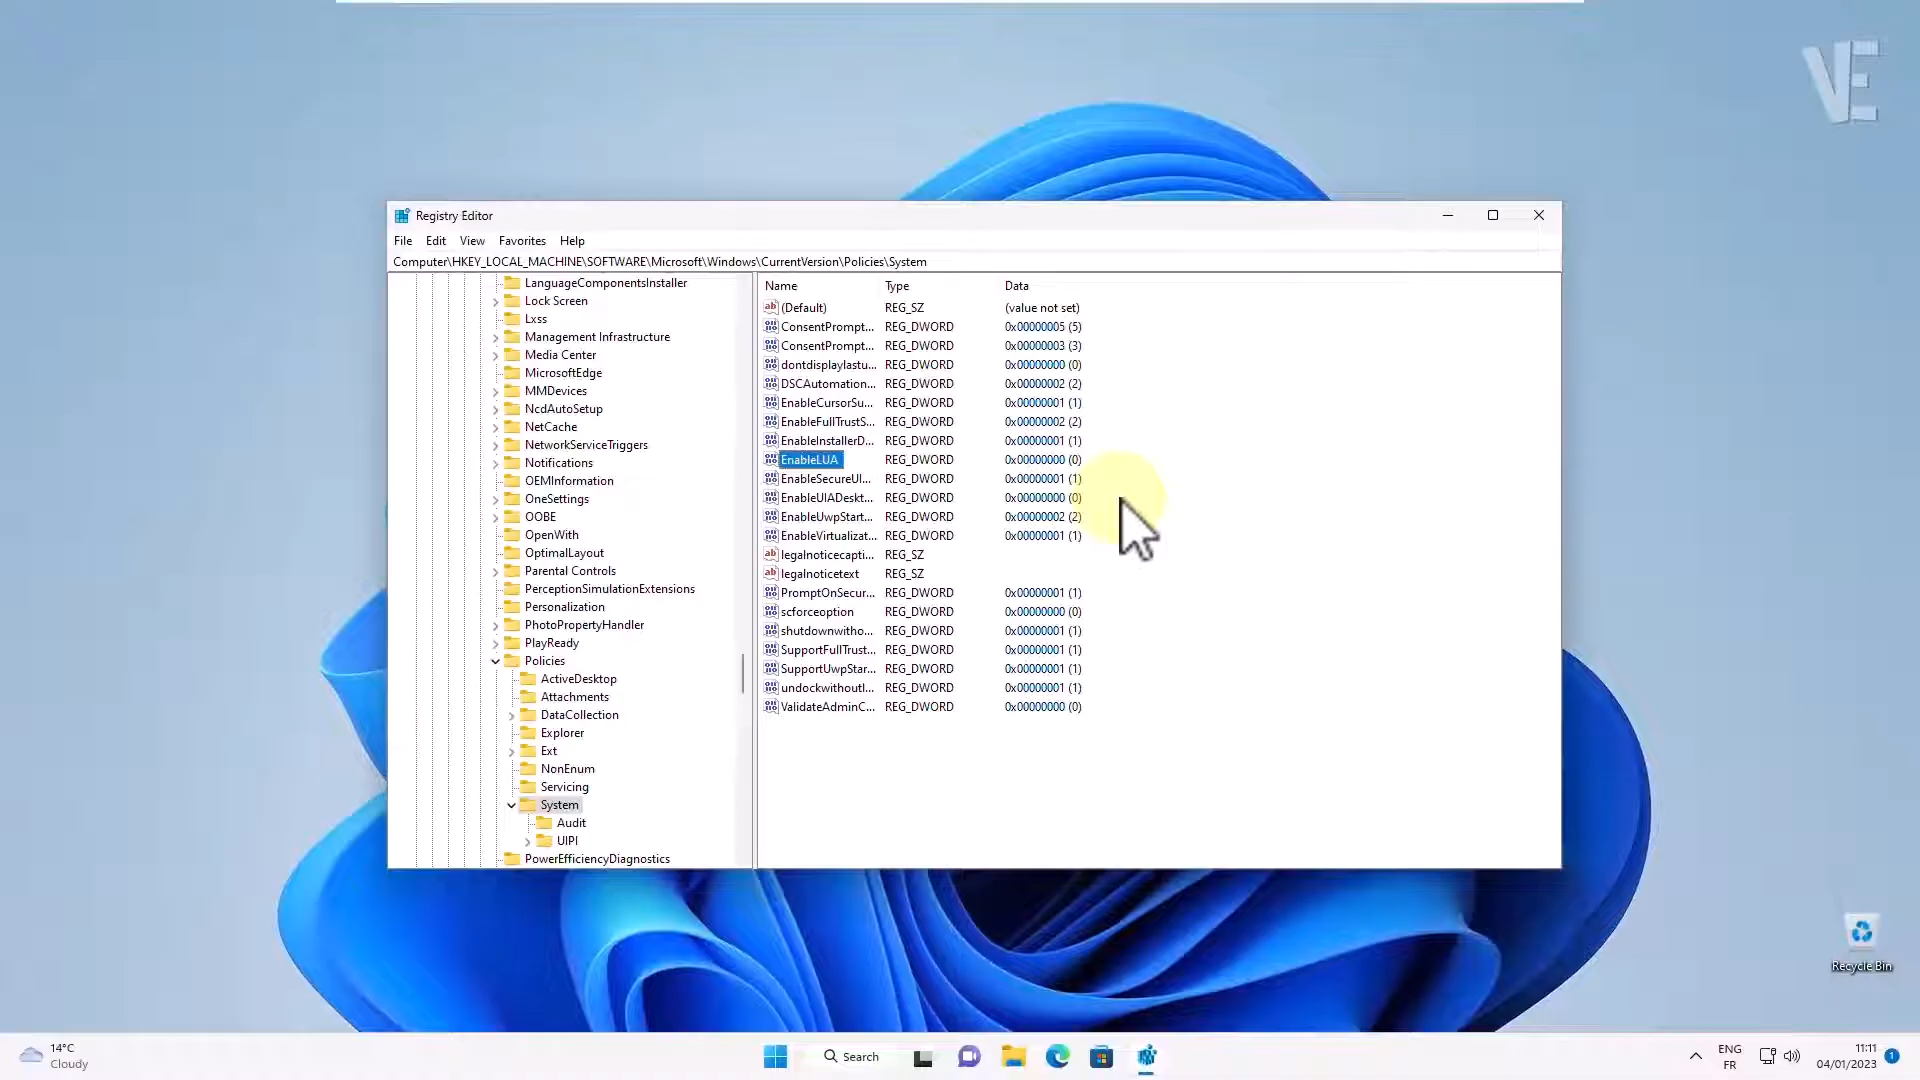 VE
Registry Editor
File Edit View Favorites Help
Computer\HKEY_LOCAL_MACHINE\SOFTWARE\Microsoft\Windows\CurrentVersion\Policies\System
LanguageComponentsInstaller
Lock Screen
Lxss
Management Infrastructure
Media Center
MicrosoftEdge
MMDevices
NcdAutoSetup
NetCache
NetworkServiceTriggers
Notifications
OEMInformation
OneSettings
OOBE
OpenWith
OptimalLayout
Parental Controls
PerceptionSimulationExtensions
Personalization
PhotoPropertyHandler
PlayReady
Policies
ActiveDesktop
Attachments
DataCollection
Explorer
Ext
NonEnum
Servicing
System
Audit
UIPI
PowerEfficiencyDiagnostics
Name Type Data
(Default) REG_SZ (value not set)
ConsentPrompt... REG_DWORD 0x00000005 (5)
ConsentPrompt... REG_DWORD 0x00000003 (3)
dontdisplaylastu... REG_DWORD 0x00000000 (0)
DSCAutomation... REG_DWORD 0x00000002 (2)
EnableCursorSu... REG_DWORD 0x00000001 (1)
EnableFullTrustS... REG_DWORD 0x00000002 (2)
EnableInstallerD... REG_DWORD 0x00000001 (1)
EnableLUA REG_DWORD 0x00000000 (0)
EnableSecureUI... REG_DWORD 0x00000001 (1)
EnableUIADeskt... REG_DWORD 0x00000000 (0)
EnableUwpStart... REG_DWORD 0x00000002 (2)
EnableVirtualizat... REG_DWORD 0x00000001 (1)
legalnoticecapti... REG_SZ
legalnoticetext REG_SZ
PromptOnSecur... REG_DWORD 0x00000001 (1)
scforceoption REG_DWORD 0x00000000 (0)
shutdownwitho... REG_DWORD 0x00000001 (1)
SupportFullTrust... REG_DWORD 0x00000001 (1)
SupportUwpStar... REG_DWORD 0x00000001 (1)
undockwithoutl... REG_DWORD 0x00000001 (1)
ValidateAdminC... REG_DWORD 0x00000000 (0)
Recycle Bin
14°C
Cloudy
Search
ENG
FR
11:11
04/01/2023
1